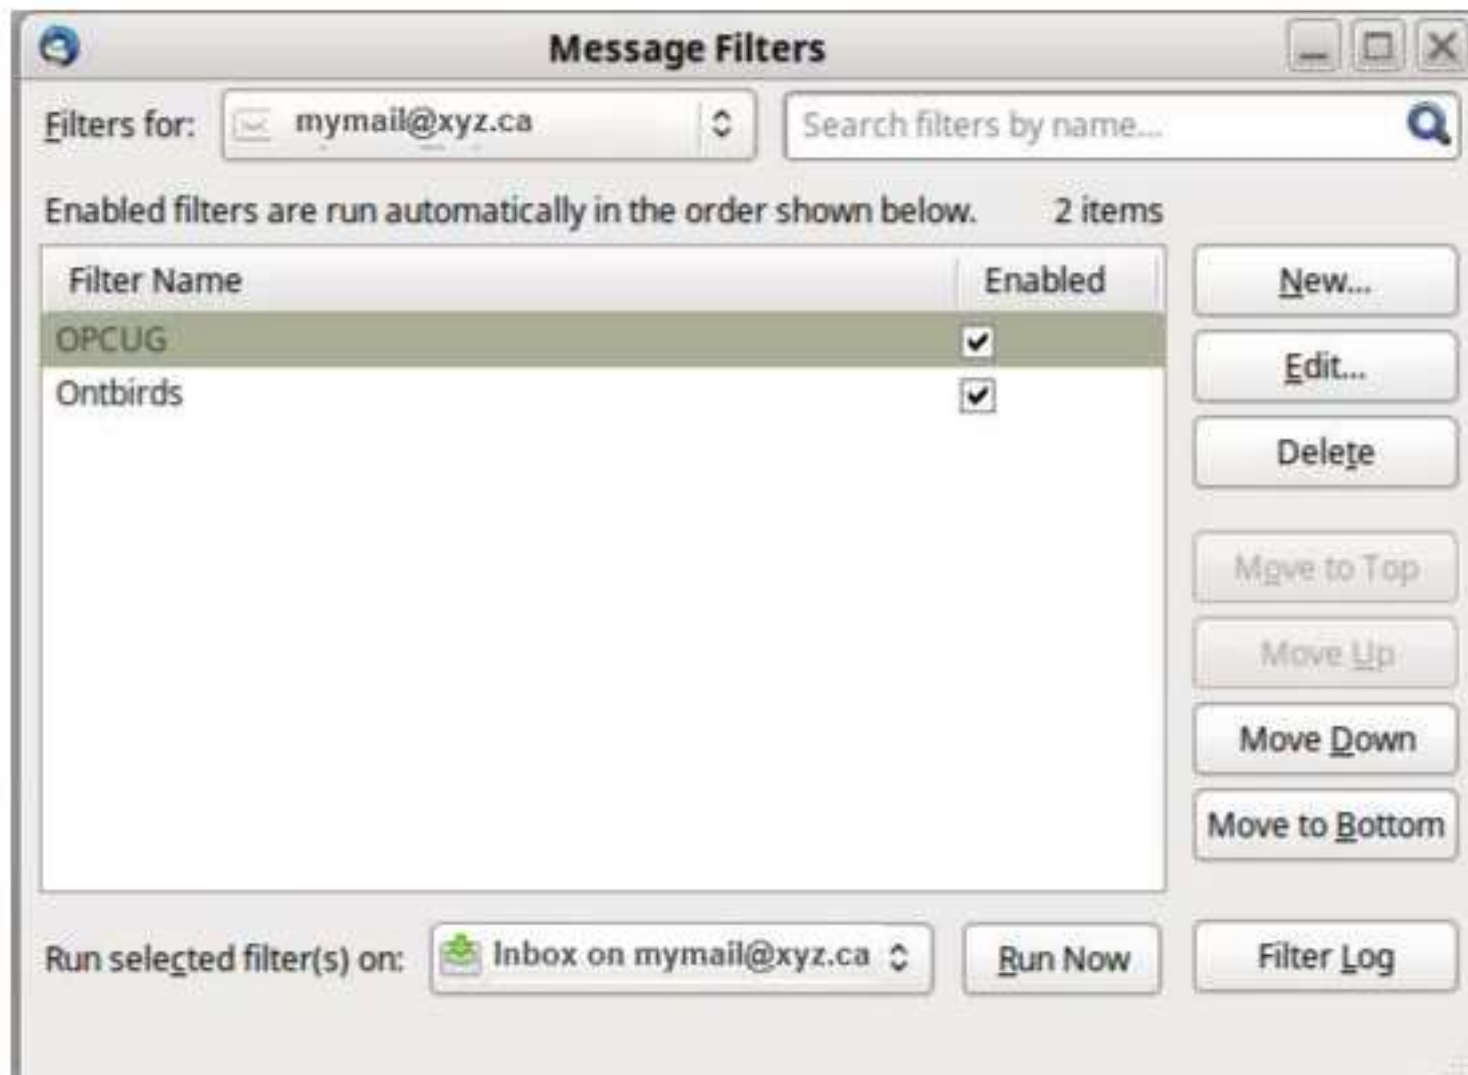 Message Filters
Filters for: mymail@xyz.ca Search filters by name...
Enabled filters are run automatically in the order shown below. 2 items
Filter Name Enabled New...
OPCUG
Edit...
Ontbirds
Delete
Move to Top
Move Up
Move Down
Move to Bottom
Run selected filter(s) on: Inbox on mymail@xyz.ca Run Now Filter Log